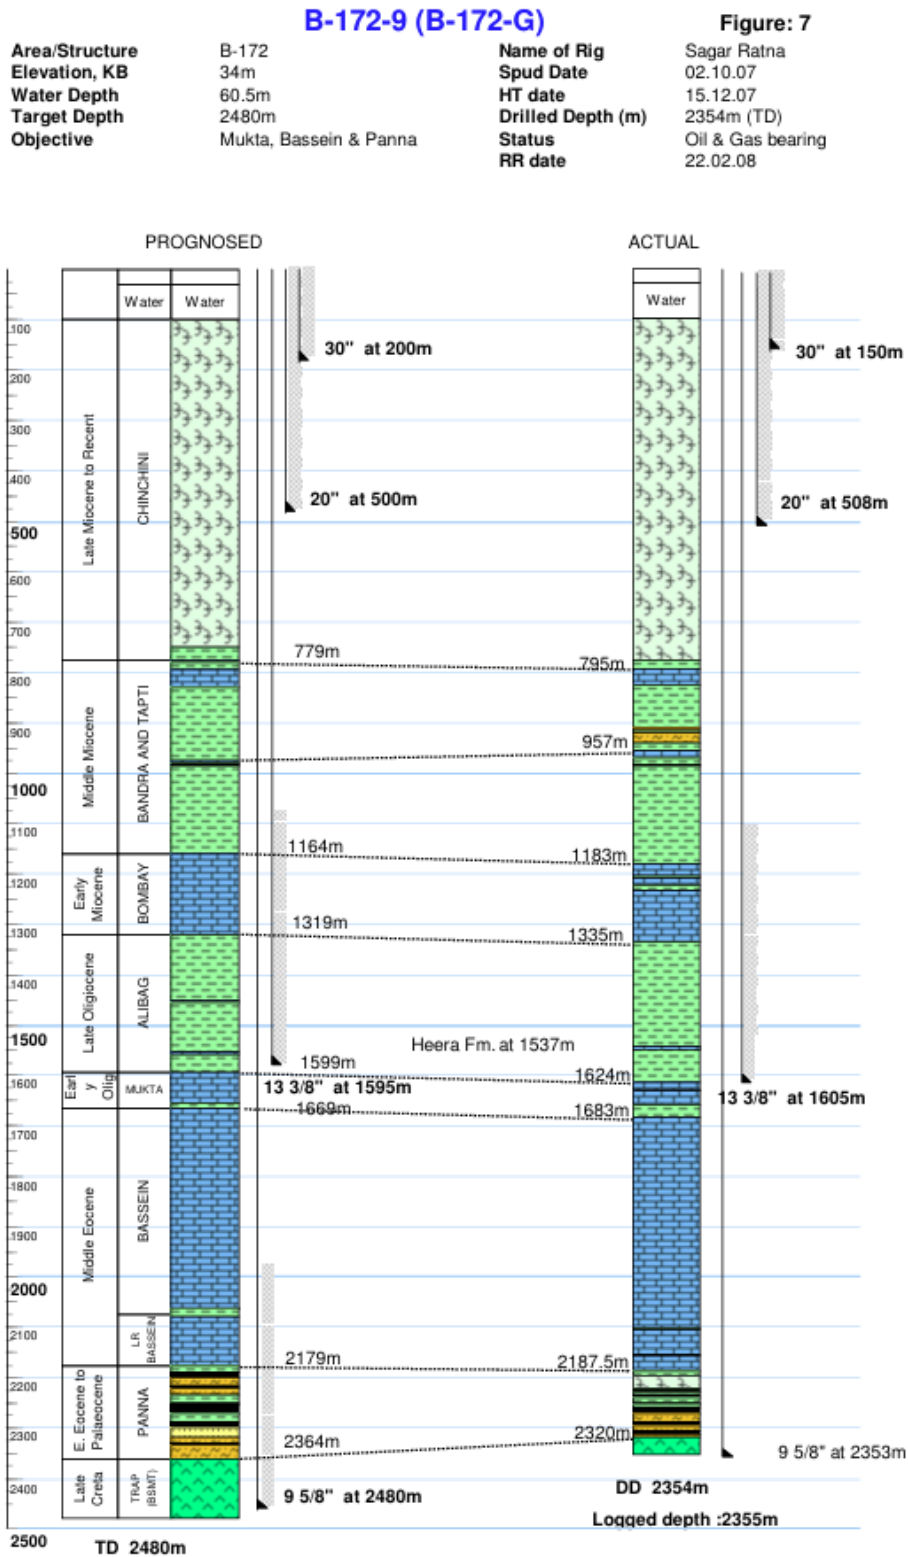 B-172-9 (B-172-G) Figure: 7
Area/Structure B-172 Name of Rig Sagar Ratna
Elevation, KB 34m Spud Date 02.10.07
Water Depth 60.5m HT date 15.12.07
Target Depth 2480m Drilled Depth (m) 2354m (TD)
Objective Mukta, Bassein & Panna Status Oil & Gas bearing
RR date 22.02.08
PROGNOSED ACTUAL
Water Water Water
100
30" at 200m 30" at 150m
200
300
Late Miocene to Recent CHINCHINI
400
20" at 500m 20" at 508m
500
600
700
779m 795m
800
Middle Miocene BANDRA AND TAPTI
900
957m
1000
1100
1164m 1183m
1200
Early Miocene BOMBAY
1300
1319m 1335m
1400
Late Oligiocene ALIBAG
1500
Heera Fm. at 1537m
1599m 1624m
1600
Earl y Olig MUKTA
13 3/8" at 1595m 13 3/8" at 1605m
1669m 1683m
1700
1800
Middle Eocene BASSEIN
1900
2000
2100
LR BASSEIN
2179m 2187.5m
2200
E. Eocene to Palaeocene PANNA
2300
2364m 2320m
9 5/8" at 2353m
2400
Late Creta TRAP (BSMT)
9 5/8" at 2480m DD 2354m
Logged depth :2355m
2500
TD 2480m